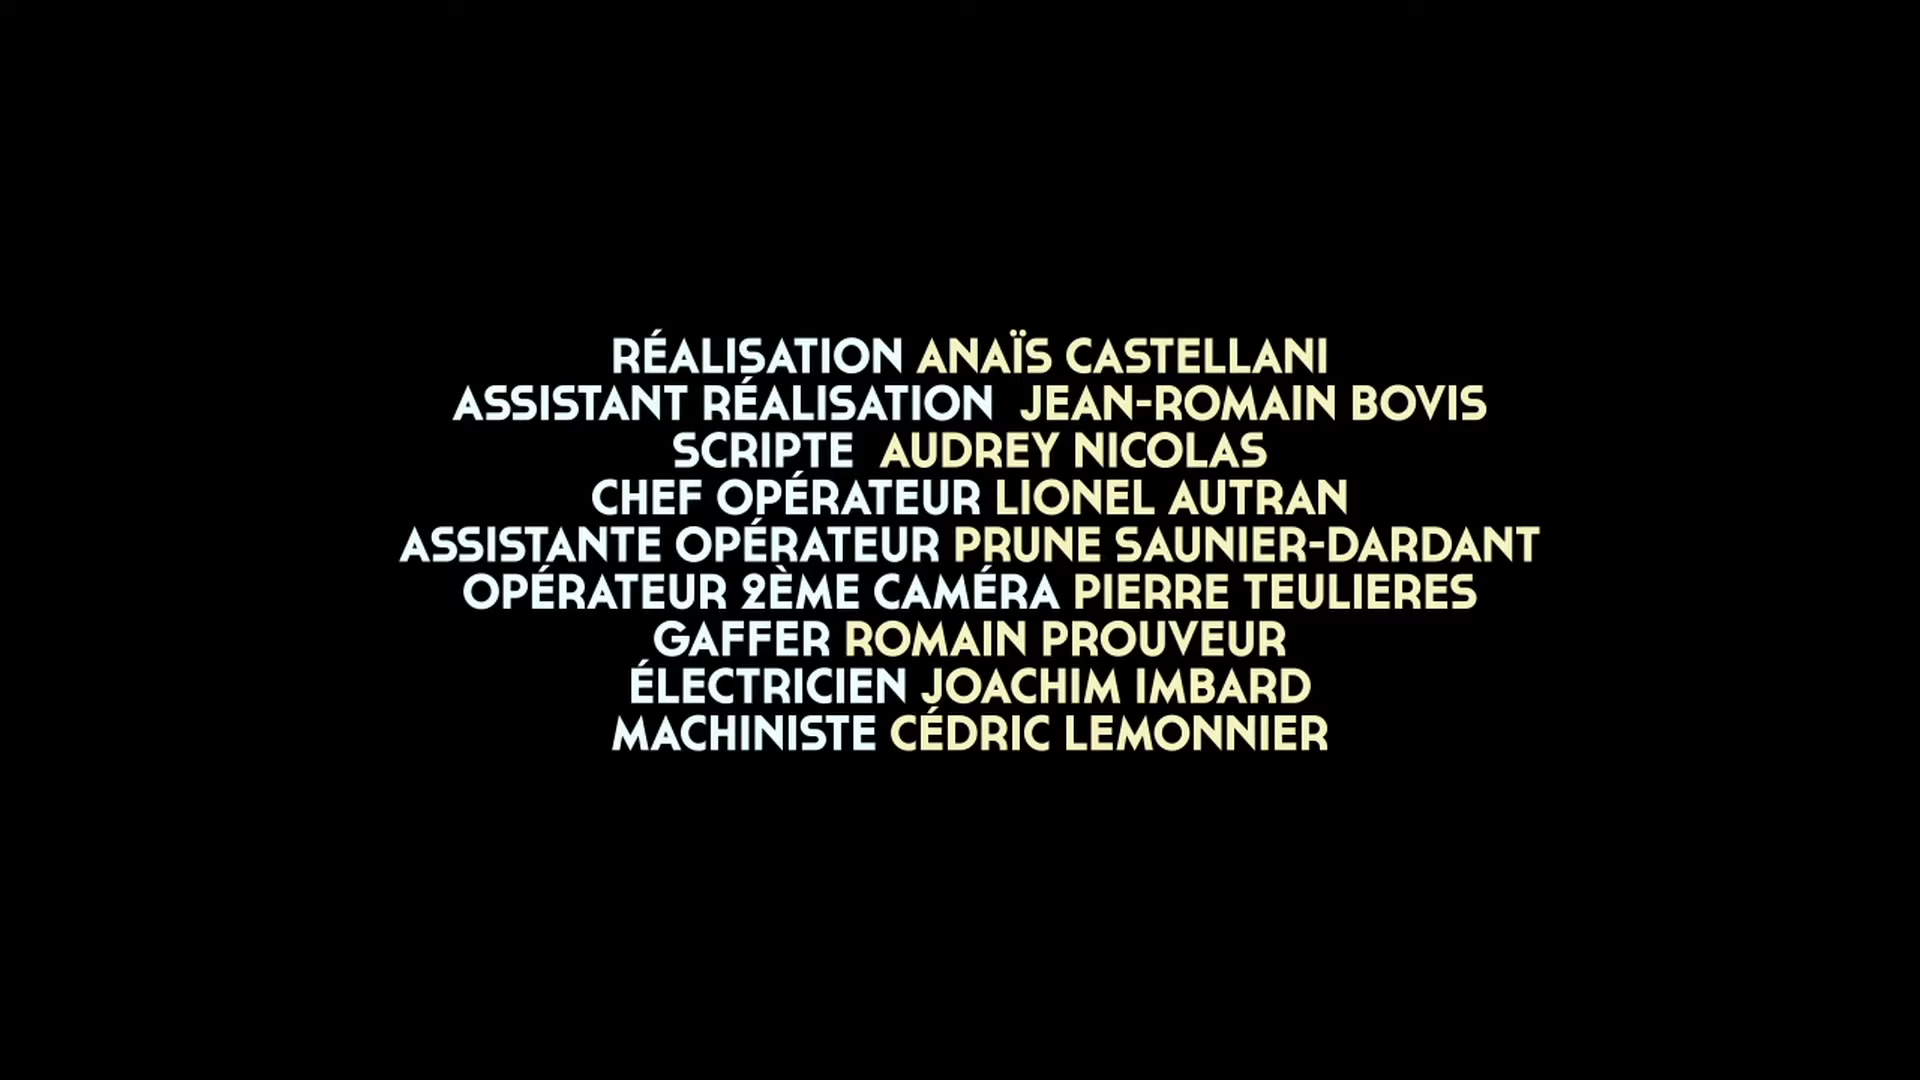 RÉALISATION ANAÏS CASTELLANI
ASSISTANT RÉALISATION JEAN-ROMAIN BOVIS
SCRIPTE AUDREY NICOLAS
CHEF OPÉRATEUR LIONEL AUTRAN
ASSISTANTE OPÉRATEUR PRUNE SAUNIER-DARDANT
OPÉRATEUR 2ÈME CAMÉRA PIERRE TEULIERES
GAFFER ROMAIN PROUVEUR
ÉLECTRICIEN JOACHIM IMBARD
MACHINISTE CÉDRIC LEMONNIER